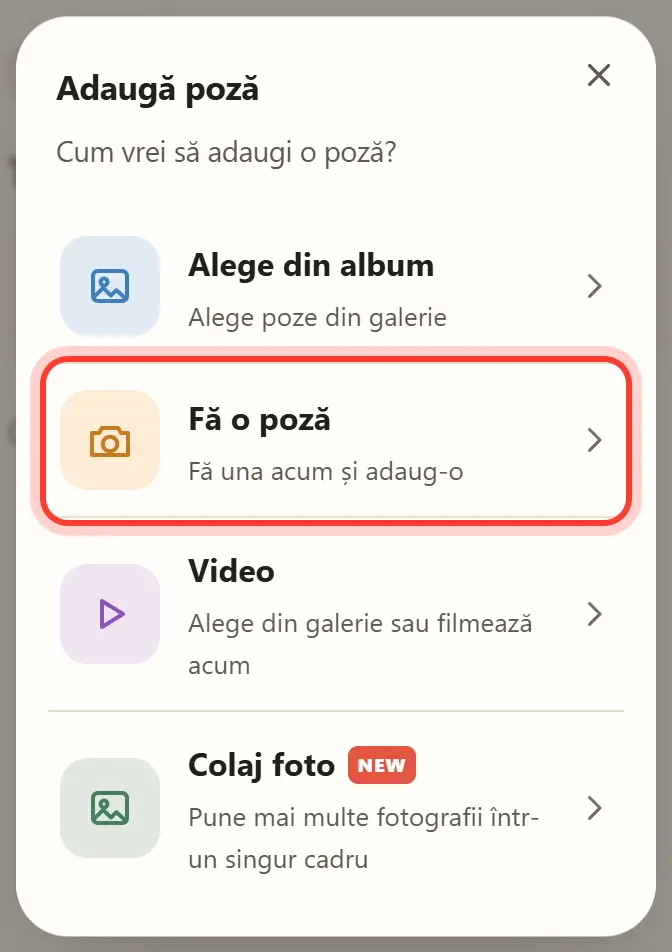 Adaugă poză
Cum vrei să adaugi o poză?
Alege din album
Alege poze din galerie
Fă o poză
Fă una acum și adaug-o
Video
Alege din galerie sau filmează
acum
Colaj foto NEW
Pune mai multe fotografii într-
un singur cadru